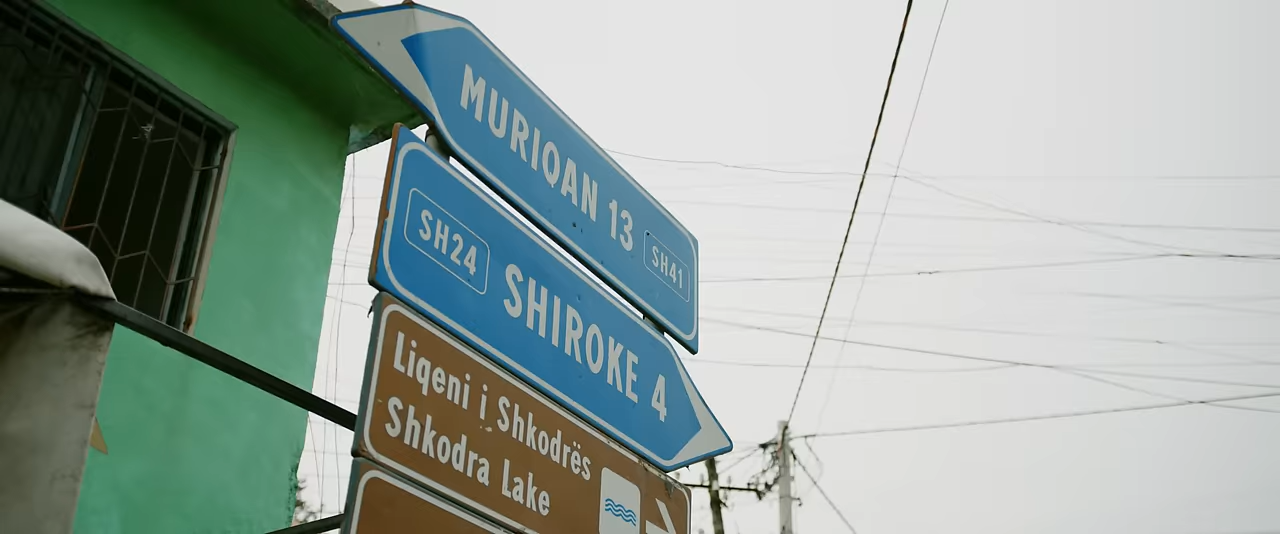 MURIQAN 13 SH41
SH24 SHIROKE 4
Liqeni i Shkodrës
Shkodra Lake